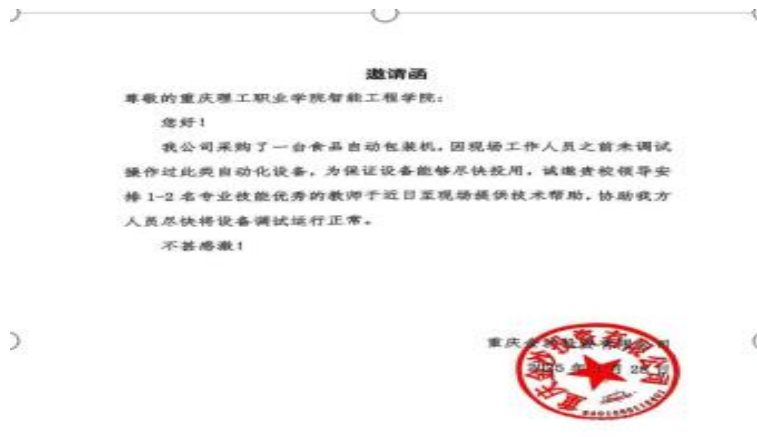 邀请函
尊敬的重庆理工职业学院智能工程学院:
您好!
我公司采购了一台食品自动包装机,因现场工作人员之前未调试
操作过此类自动化设备,为保证设备能够尽快投用,诚邀贵校领导安
排 1-2 名专业技能优秀的教师于近日至现场提供技术帮助,协助我方
人员尽快将设备调试运行正常。
不甚感激!
重庆
2025 年 月 28 日